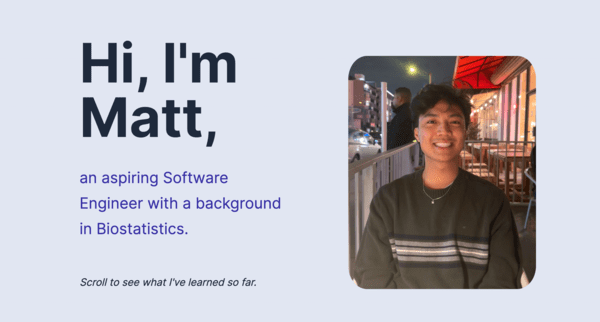 Hi, I'm
Matt,
an aspiring Software
Engineer with a background
in Biostatistics.
Scroll to see what I've learned so far.